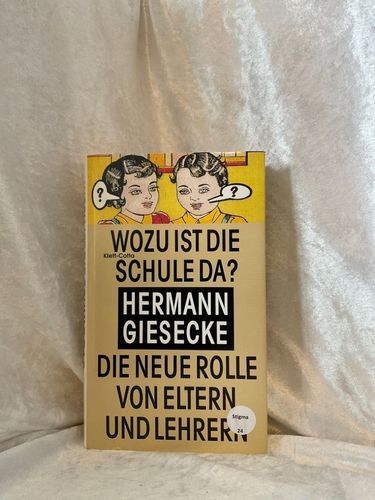 ? ?
WOZU IST DIE
Klett-Cotta
SCHULE DA?
HERMANN
GIESECKE
DIE NEUE ROLLE
VON ELTERN
UND LEHRERN
Stigma
24